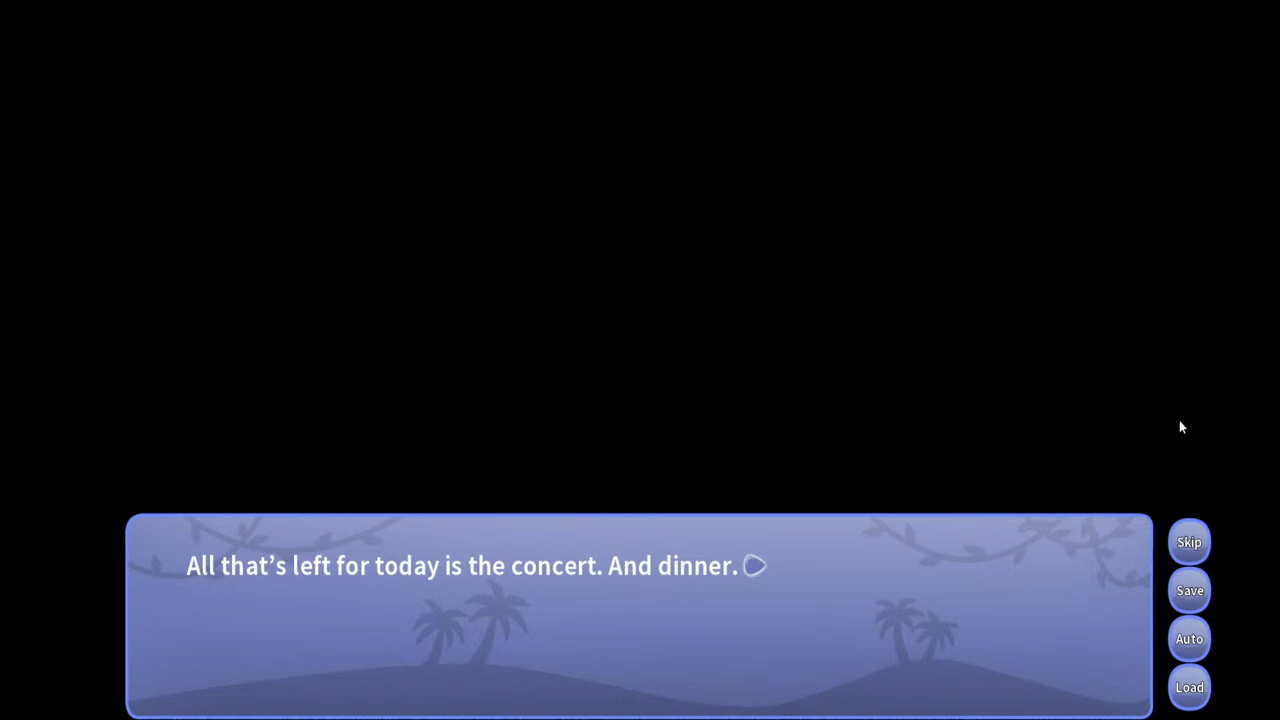 All that’s left for today is the concert. And dinner.
Skip
Save
Auto
Load